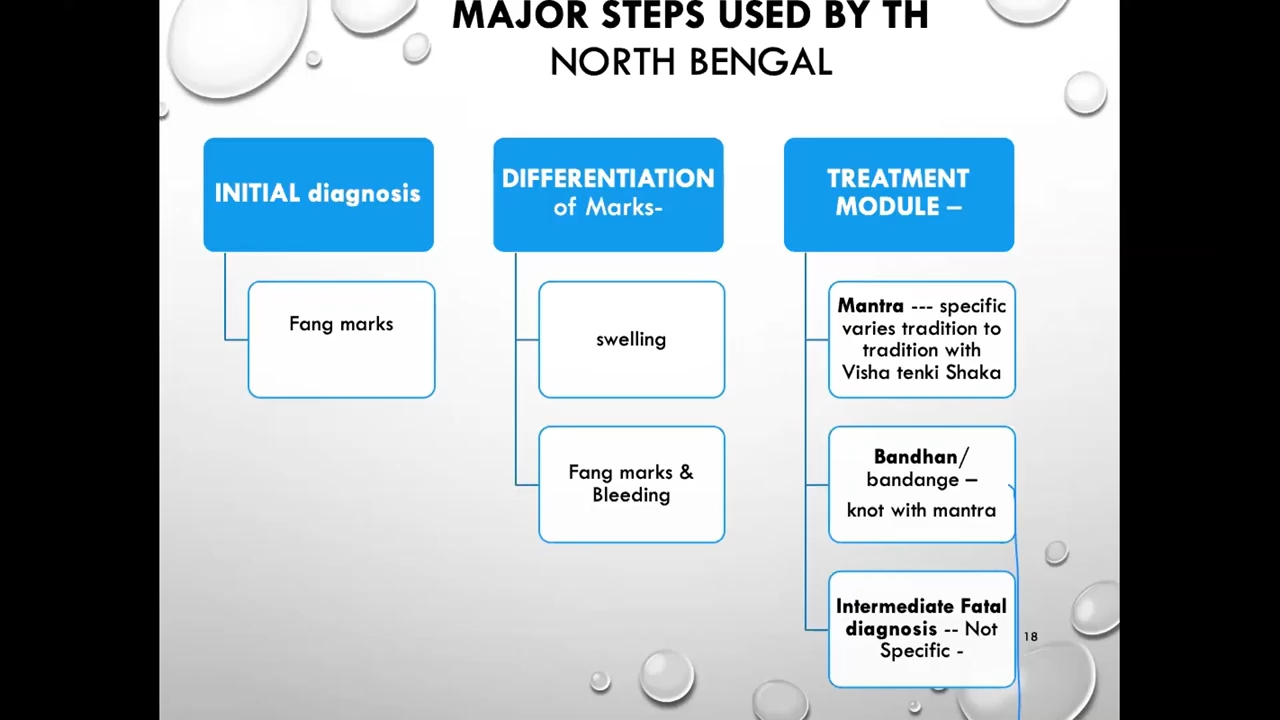 MAJOR STEPS USED BY TH
NORTH BENGAL
INITIAL diagnosis
Fang marks
DIFFERENTIATION
of Marks-
swelling
Fang marks &
Bleeding
TREATMENT
MODULE –
Mantra --- specific
varies tradition to
tradition with
Visha tenki Shaka
Bandhan/
bandange –
knot with mantra
Intermediate Fatal
diagnosis -- Not
Specific -
18